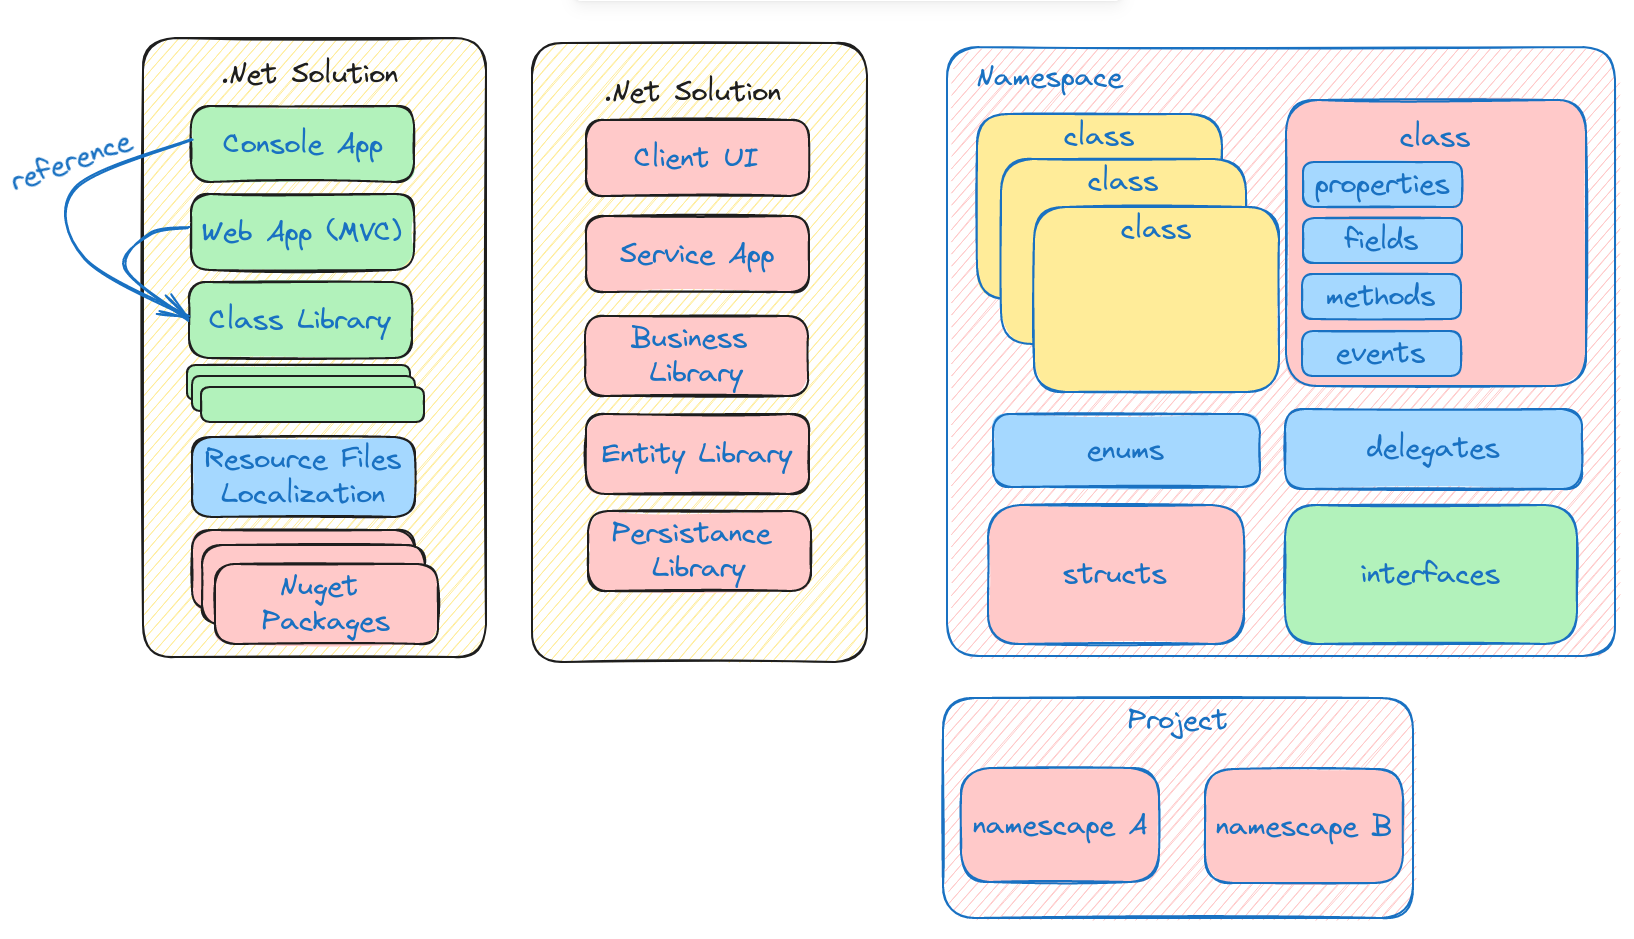 .Net Solution
Console App
reference
Web App (MVC)
Class Library
Resource Files
Localization
Nuget
Packages
.Net Solution
Client UI
Service App
Business
Library
Entity Library
Persistance
Library
Namespace
class
class
class
class
properties
fields
methods
events
enums
delegates
structs
interfaces
Project
namescape A
namescape B